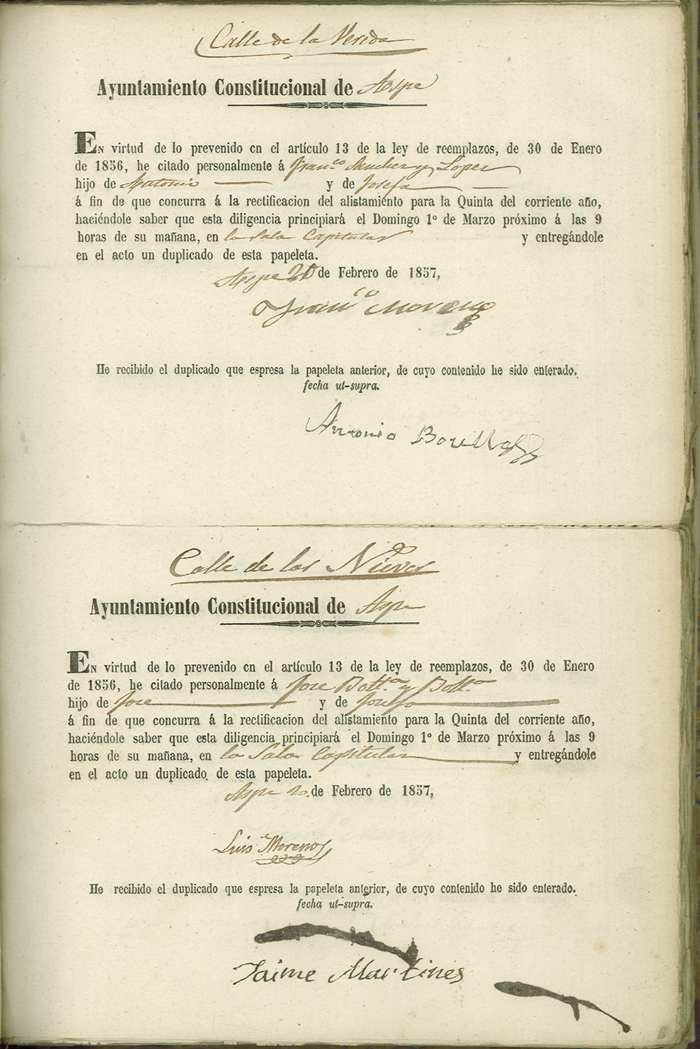 Calle de la Vereda
Ayuntamiento Constitucional de Aspe
En virtud de lo prevenido en el artículo 13 de la ley de reemplazos, de 30 de Enero
de 1856, he citado personalmente á Fran.co Sanchez y Lopez
hijo de Antonio y de Josefa
á fin de que concurra á la rectificacion del alistamiento para la Quinta del corriente año,
haciéndole saber que esta diligencia principiará el Domingo 1º de Marzo próximo á las 9
horas de su mañana, en la Sala Capitular y entregándole
en el acto un duplicado de esta papeleta.
Aspe 20 de Febrero de 1857,
Fran.co Moreno
He recibido el duplicado que espresa la papeleta anterior, de cuyo contenido he sido enterado.
fecha ut-supra.
Antonio
Calle de las Nieves
Ayuntamiento Constitucional de Aspe
En virtud de lo prevenido en el artículo 13 de la ley de reemplazos, de 30 de Enero
de 1856, he citado personalmente á Jose Bott.a y Bott.a
hijo de Jose y de Josefa
á fin de que concurra á la rectificacion del alistamiento para la Quinta del corriente año,
haciéndole saber que esta diligencia principiará el Domingo 1º de Marzo próximo á las 9
horas de su mañana, en la Sala Capitular y entregándole
en el acto un duplicado de esta papeleta.
Aspe 20 de Febrero de 1857,
Luis Moreno
He recibido el duplicado que espresa la papeleta anterior, de cuyo contenido he sido enterado.
fecha ut-supra.
Jaime Martines